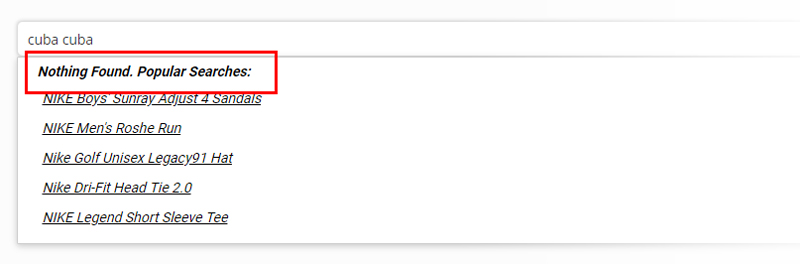 cuba cuba
Nothing Found. Popular Searches:
NIKE Boys' Sunray Adjust 4 Sandals
NIKE Men's Roshe Run
Nike Golf Unisex Legacy91 Hat
Nike Dri-Fit Head Tie 2.0
NIKE Legend Short Sleeve Tee